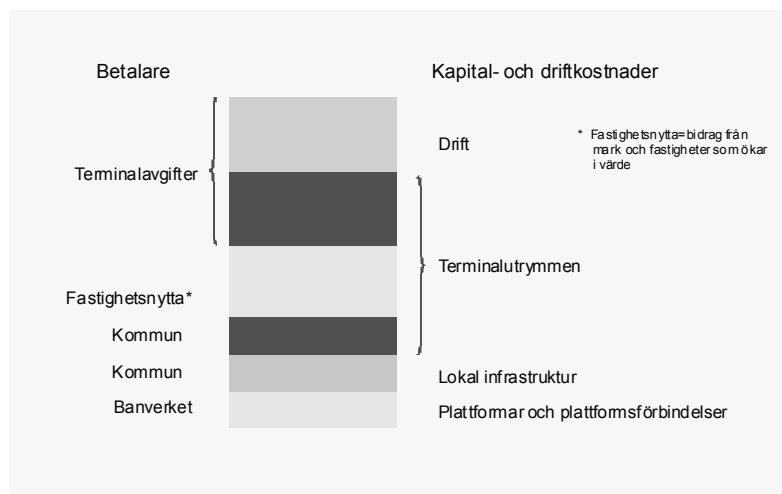 Betalare
Kapital- och driftkostnader
Drift
* Fastighetsnytta=bidrag från
mark och fastigheter som ökar
i värde
Terminalavgifter
Terminalutrymmen
Fastighetsnytta*
Kommun
Kommun
Lokal infrastruktur
Banverket
Plattformar och plattformsförbindelser